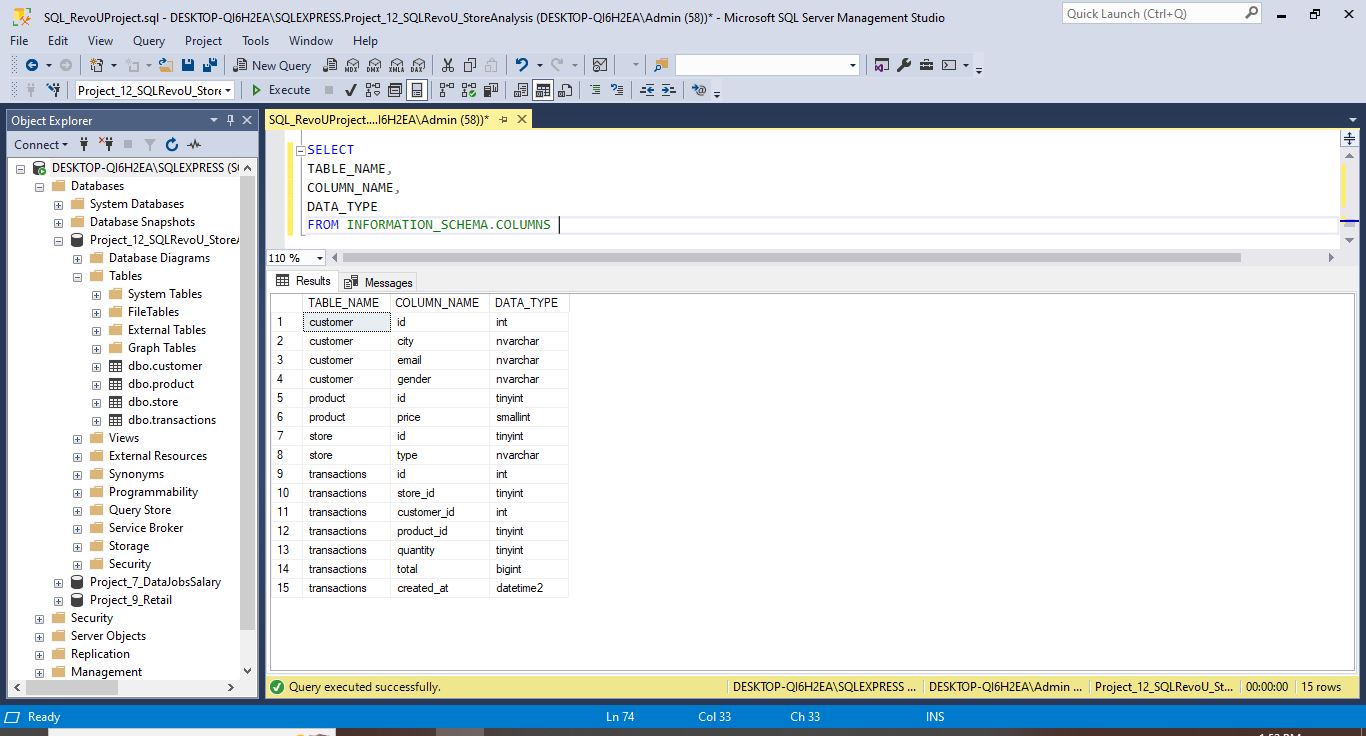 SQL_RevoUProject.sql - DESKTOP-QI6H2EA\SQLEXPRESS.Project_12_SQLRevoU_StoreAnalysis (DESKTOP-QI6H2EA\Admin (58))* - Microsoft SQL Server Management Studio
Quick Launch (Ctrl+Q)
File Edit View Query Project Tools Window Help
New Query MDX DMX XMLA DAX
Project_12_SQLRevoU_Store Execute
Object Explorer
Connect
DESKTOP-QI6H2EA\SQLEXPRESS (S
Databases
System Databases
Database Snapshots
Project_12_SQLRevoU_StoreA
Database Diagrams
Tables
System Tables
FileTables
External Tables
Graph Tables
dbo.customer
dbo.product
dbo.store
dbo.transactions
Views
External Resources
Synonyms
Programmability
Query Store
Service Broker
Storage
Security
Project_7_DataJobsSalary
Project_9_Retail
Security
Server Objects
Replication
Management
SQL_RevoUProject....I6H2EA\Admin (58))*
SELECT
TABLE_NAME,
COLUMN_NAME,
DATA_TYPE
FROM INFORMATION_SCHEMA.COLUMNS
110 %
Results Messages
TABLE_NAME COLUMN_NAME DATA_TYPE
1 customer id int
2 customer city nvarchar
3 customer email nvarchar
4 customer gender nvarchar
5 product id tinyint
6 product price smallint
7 store id tinyint
8 store type nvarchar
9 transactions id int
10 transactions store_id tinyint
11 transactions customer_id int
12 transactions product_id tinyint
13 transactions quantity tinyint
14 transactions total bigint
15 transactions created_at datetime2
Query executed successfully. DESKTOP-QI6H2EA\SQLEXPRESS ... DESKTOP-QI6H2EA\Admin ... Project_12_SQLRevoU_St... 00:00:00 15 rows
Ready Ln 74 Col 33 Ch 33 INS